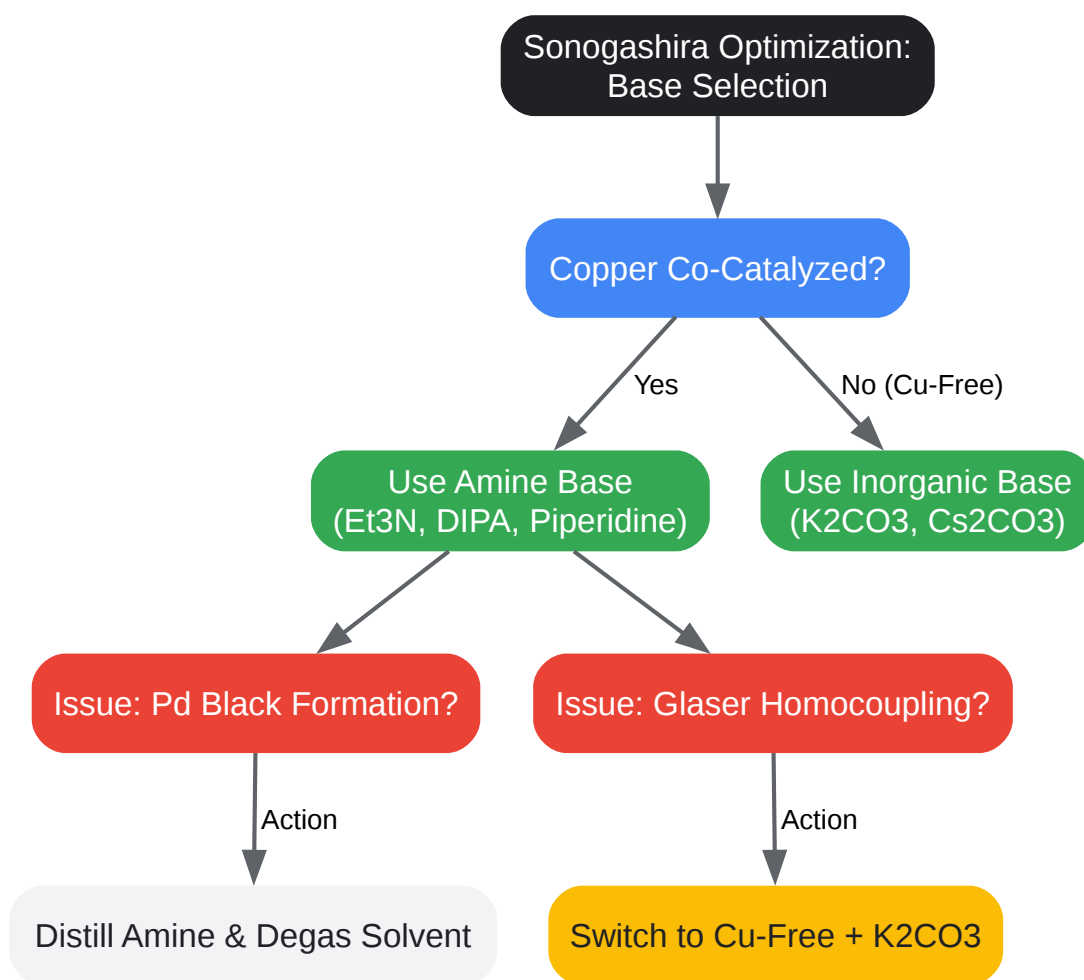 Sonogashira Optimization:
Base Selection
Copper Co-Catalyzed?
Yes
No (Cu-Free)
Use Amine Base
(Et3N, DIPA, Piperidine)
Use Inorganic Base
(K2CO3, Cs2CO3)
Issue: Pd Black Formation?
Issue: Glaser Homocoupling?
Action
Action
Distill Amine & Degas Solvent
Switch to Cu-Free + K2CO3